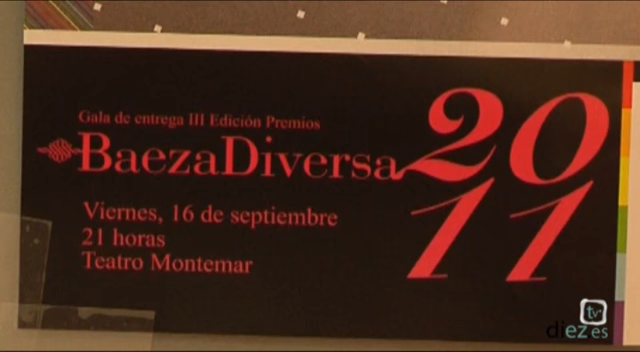 Gala de entrega III Edición Premios
BaezaDiversa
2011
Viernes, 16 de septiembre
21 horas
Teatro Montemar
tv
diez es